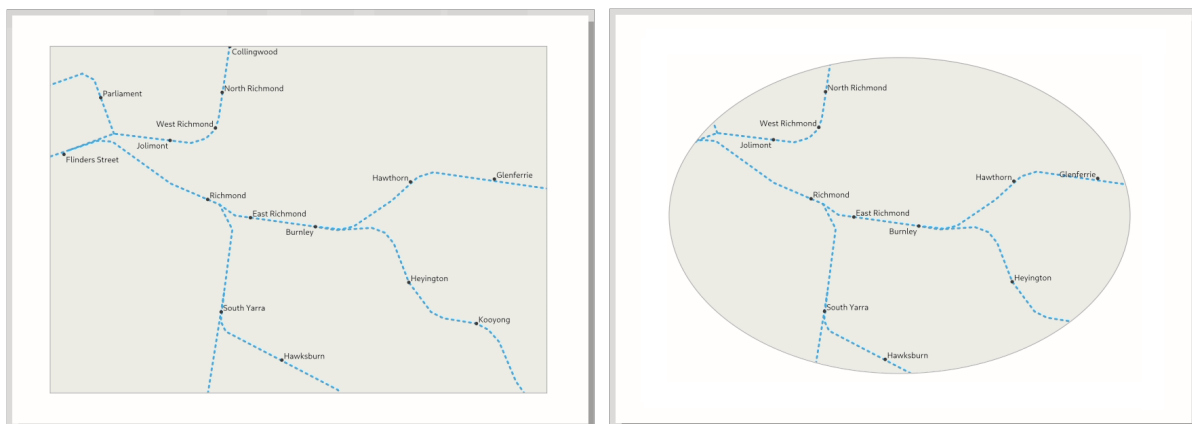 Collingwood
North Richmond
Parliament
West Richmond
Jolimont
Flinders Street
Glenferrie
Hawthorn
Richmond
East Richmond
Burnley
Heyington
South Yarra
Kooyong
Hawksburn
North Richmond
West Richmond
Jolimont
Glenferrie
Hawthorn
Richmond
East Richmond
Burnley
Heyington
South Yarra
Hawksburn